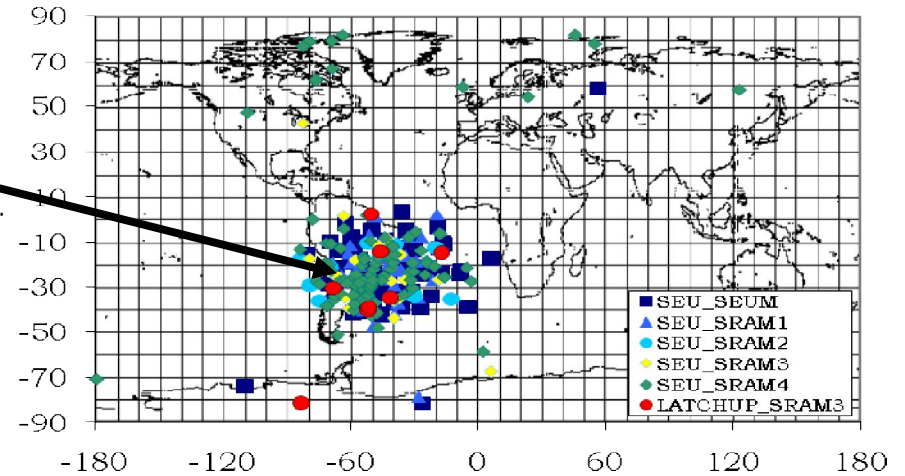 90
70
50
30
10
-10
-30
-50
-70
-90
-180 -120 -60 0 60 120 180
SEU_SEUM
SEU_SRAM1
SEU_SRAM2
SEU_SRAM3
SEU_SRAM4
LATCHUP_SRAM3